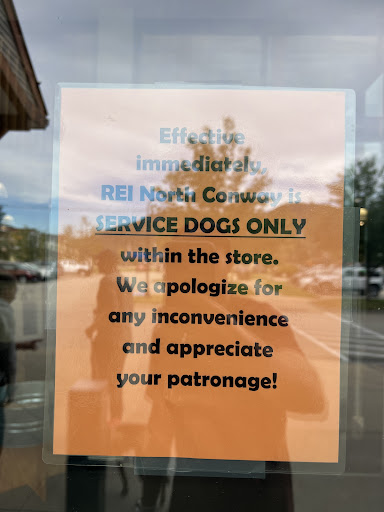 Effective
immediately,
REI North Conway is
SERVICE DOGS ONLY
within the store.
We apologize for
any inconvenience
and appreciate
your patronage!